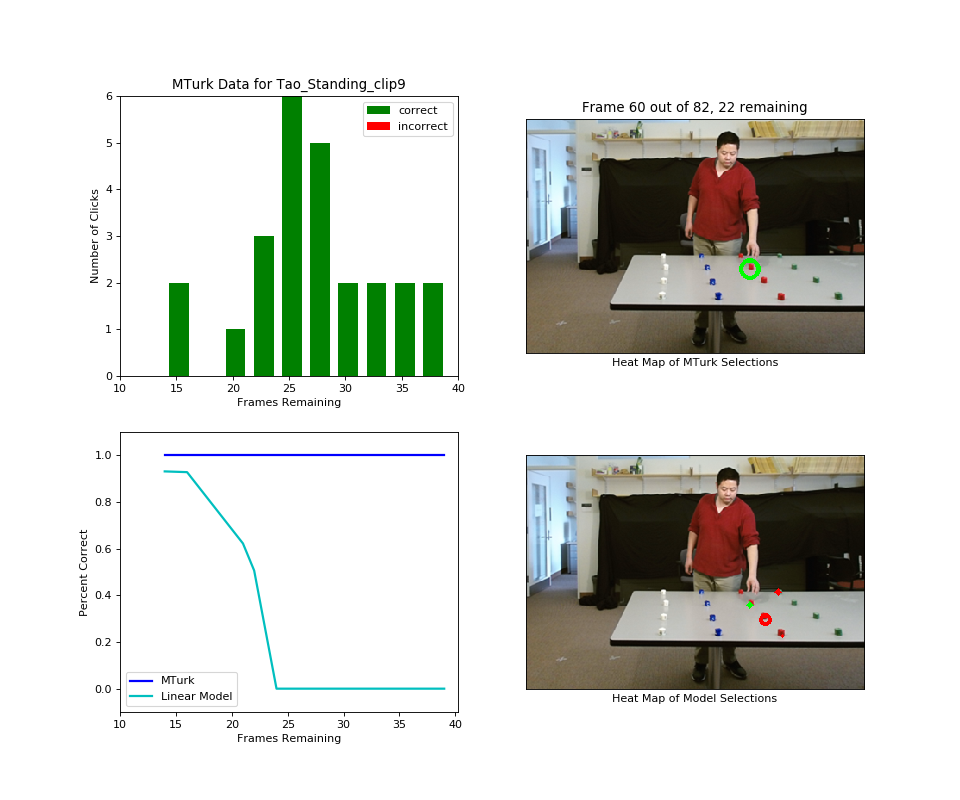 MTurk Data for Tao_Standing_clip9
6
5
4
3
2
1
0
Number of Clicks
correct
incorrect
10 15 20 25 30 35 40
Frames Remaining
Frame 60 out of 82, 22 remaining
Heat Map of MTurk Selections
1.0
0.8
0.6
0.4
0.2
0.0
Percent Correct
MTurk
Linear Model
10 15 20 25 30 35 40
Frames Remaining
Heat Map of Model Selections